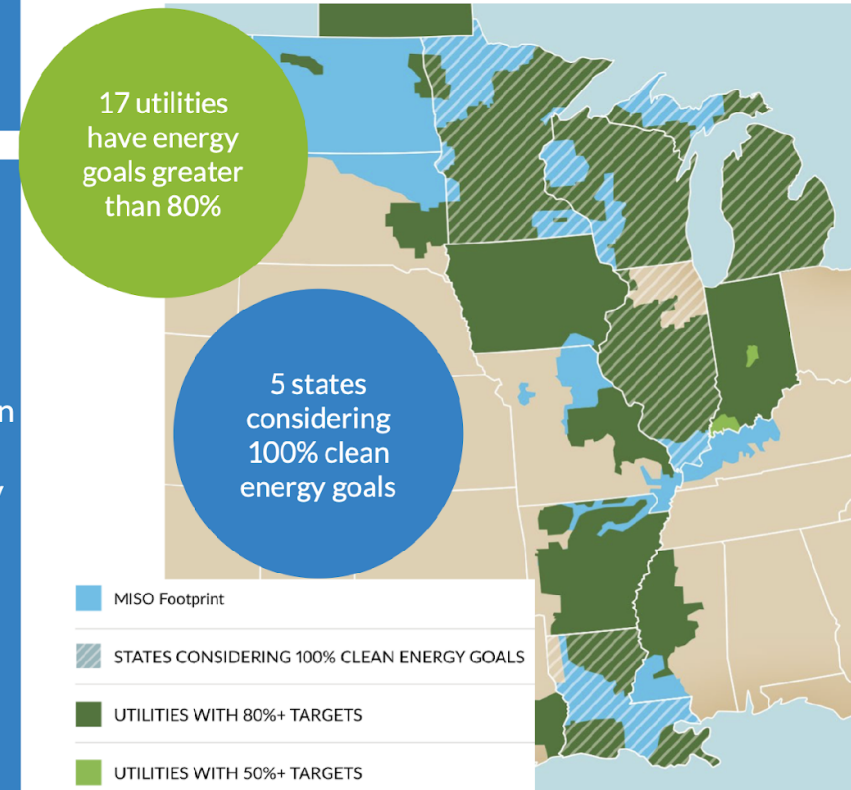 17 utilities
have energy
goals greater
than 80%
5 states
considering
100% clean
energy goals
MISO Footprint
STATES CONSIDERING 100% CLEAN ENERGY GOALS
UTILITIES WITH 80%+ TARGETS
UTILITIES WITH 50%+ TARGETS